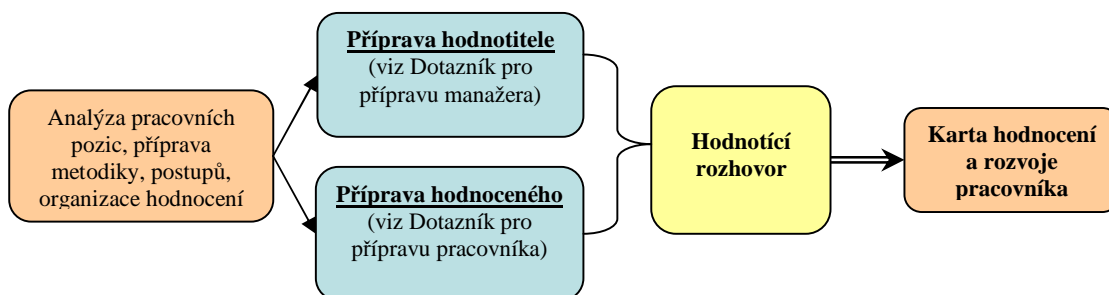 Analýza pracovních
pozic, příprava
metodiky, postupů,
organizace hodnocení
Příprava hodnotitele
(viz Dotazník pro
přípravu manažera)
Příprava hodnoceného
(viz Dotazník pro
přípravu pracovníka)
Hodnotící
rozhovor
Karta hodnocení
a rozvoje
pracovníka